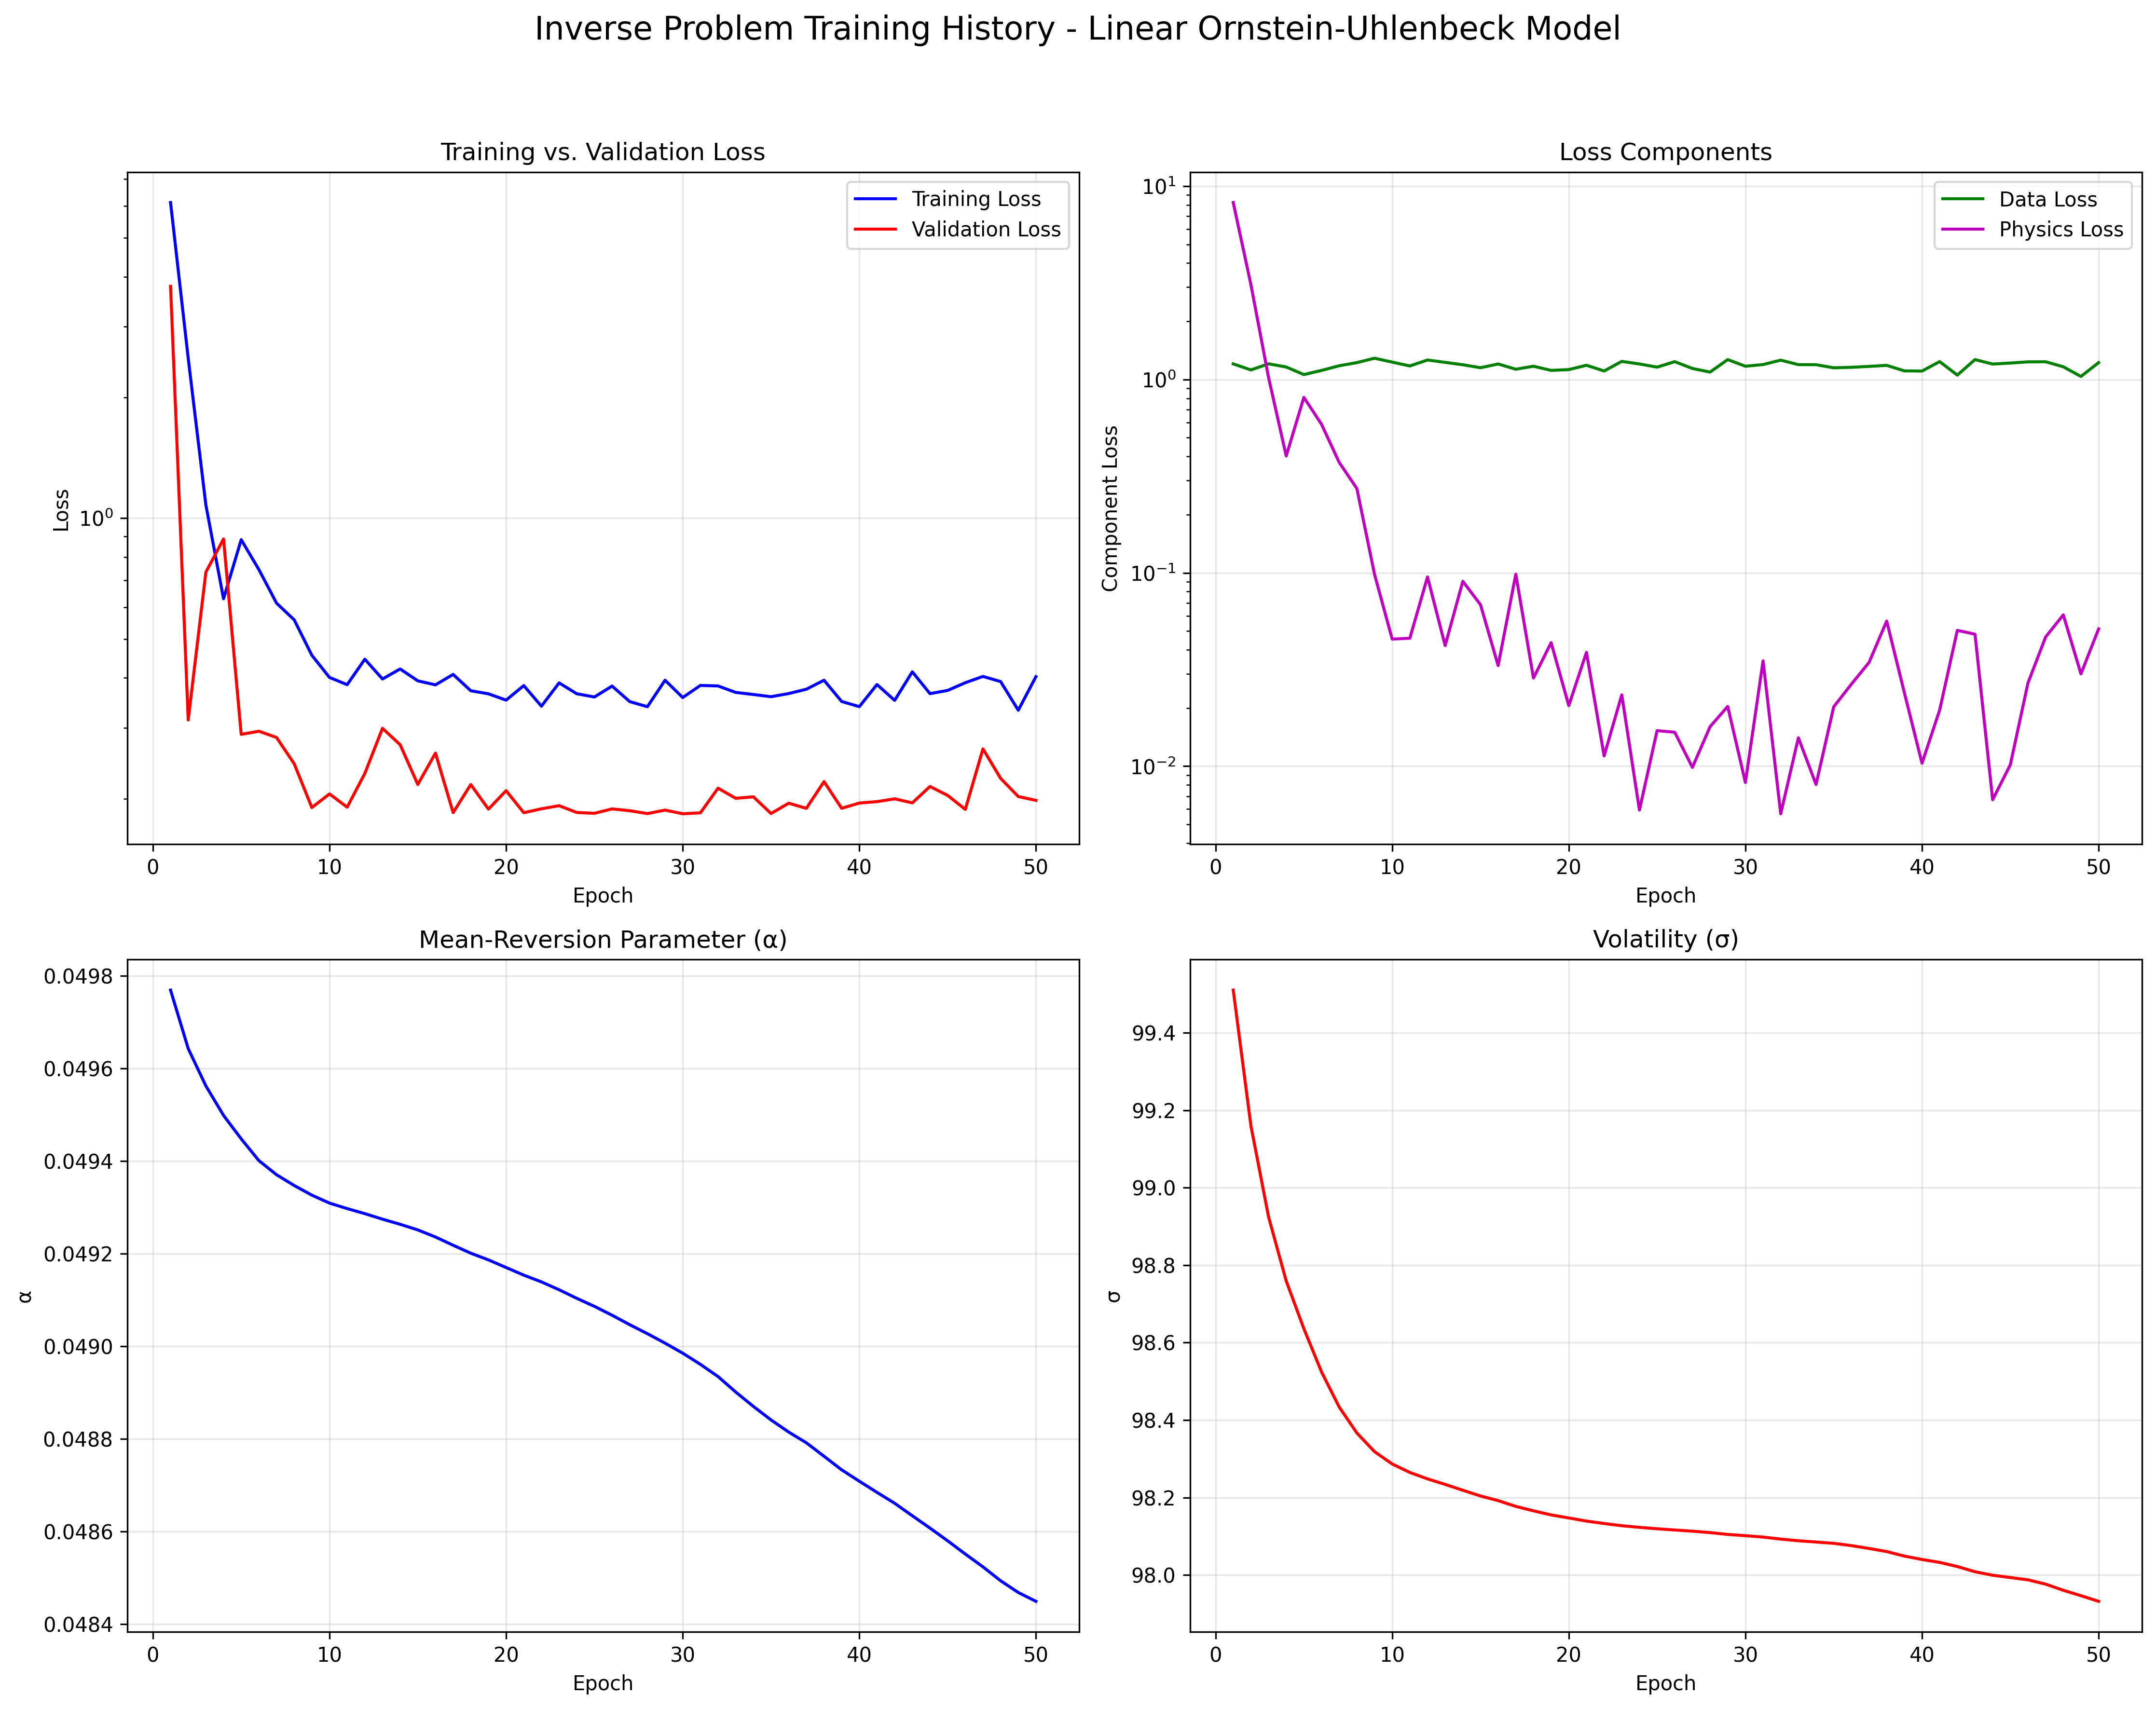 Inverse Problem Training History - Linear Ornstein-Uhlenbeck Model
Training vs. Validation Loss
Training Loss
Validation Loss
Loss
10⁰
0 10 20 30 40 50
Epoch
Loss Components
Data Loss
Physics Loss
Component Loss
10¹
10⁰
10⁻¹
10⁻²
0 10 20 30 40 50
Epoch
Mean-Reversion Parameter (α)
α
0.0498
0.0496
0.0494
0.0492
0.0490
0.0488
0.0486
0.0484
0 10 20 30 40 50
Epoch
Volatility (σ)
σ
99.4
99.2
99.0
98.8
98.6
98.4
98.2
98.0
0 10 20 30 40 50
Epoch